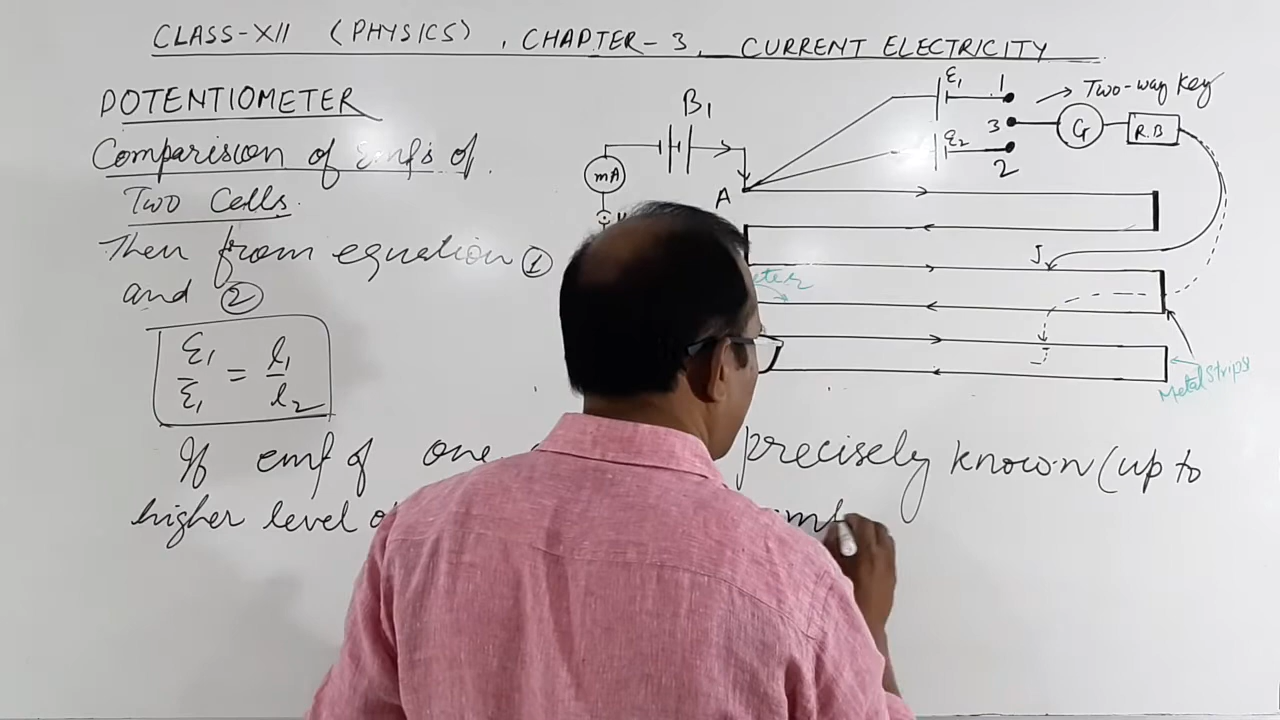 CLASS-XII (PHYSICS), CHAPTER-3, CURRENT ELECTRICITY
POTENTIOMETER
Comparision of Emfs of
Two Cells.
Then from equation ①
and ②
ε1/ε1 = l1/l2
If emf of one precisely known (up to
higher level emf
B1
mA
A
ε1
1
3
ε2
2
Two-way Key
G
R.B
J
J
Metal Strips